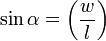 sin α = (w/l)